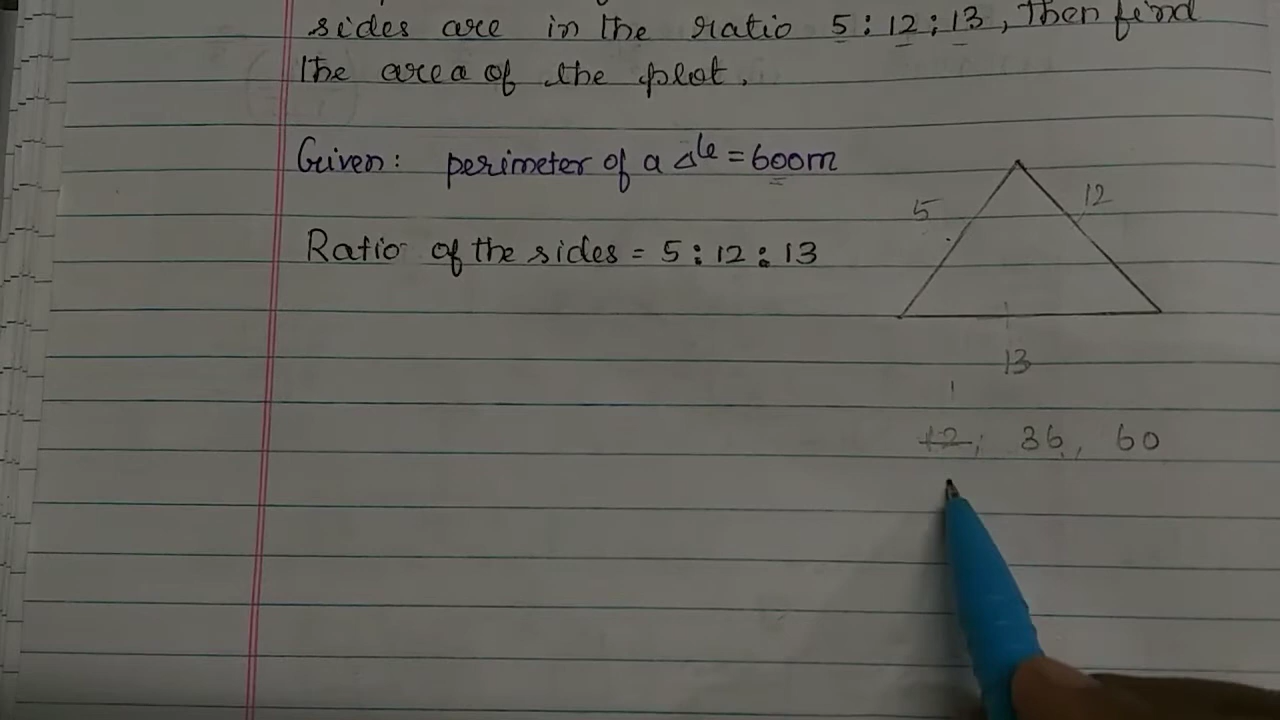 sides are in the ratio 5 : 12 : 13, then find
the area of the plot.
Given: perimeter of a Δle = 600m
5
12
Ratio of the sides = 5 : 12 : 13
13
1
12, 36, 60